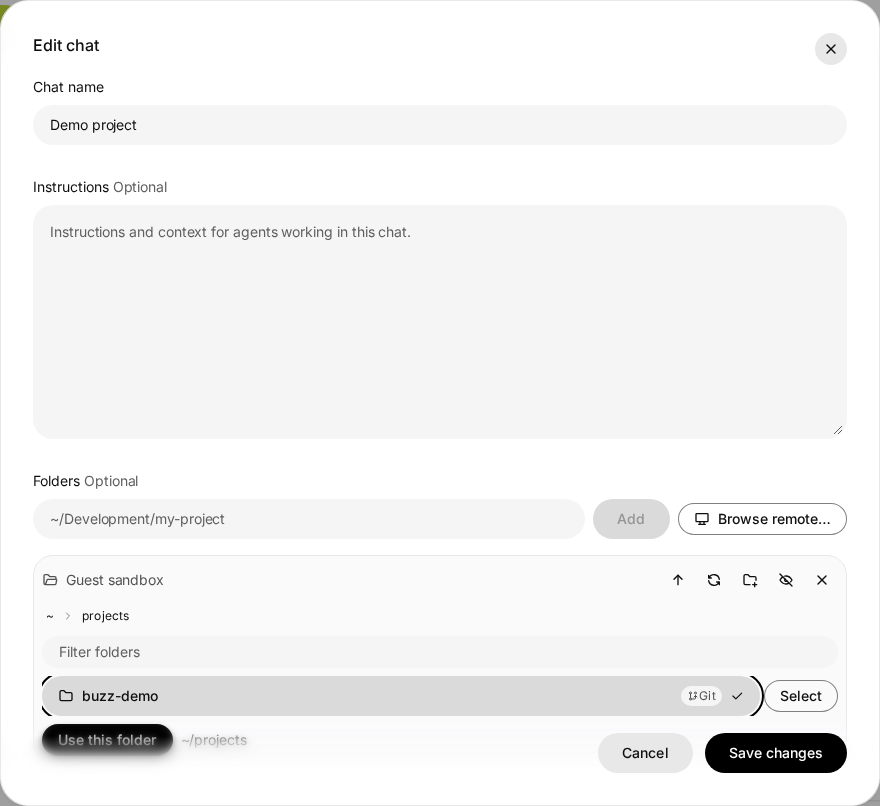 Edit chat
Chat name
Demo project
Instructions Optional
Instructions and context for agents working in this chat.
Folders Optional
~/Development/my-project
Add
Browse remote...
Guest sandbox
~ > projects
Filter folders
buzz-demo
Git
Select
Use this folder
~/projects
Cancel
Save changes